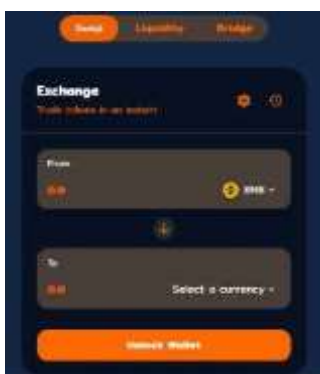 Swap Liquidity Bridge
Exchange
Trade tokens in an instant
From
0.0 BNB
To
0.0 Select a currency
Unlock Wallet